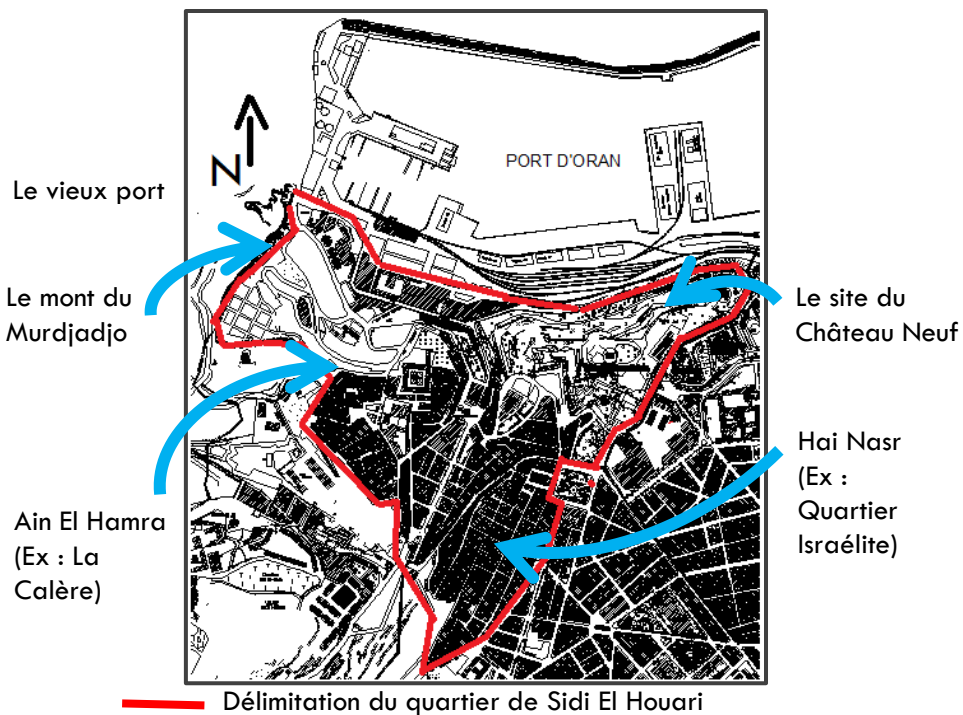 PORT D'ORAN
N
Le vieux port
Le mont du
Murdjadjo
Ain El Hamra
(Ex : La
Calère)
Le site du
Château Neuf
Hai Nasr
(Ex :
Quartier
Israélite)
Délimitation du quartier de Sidi El Houari